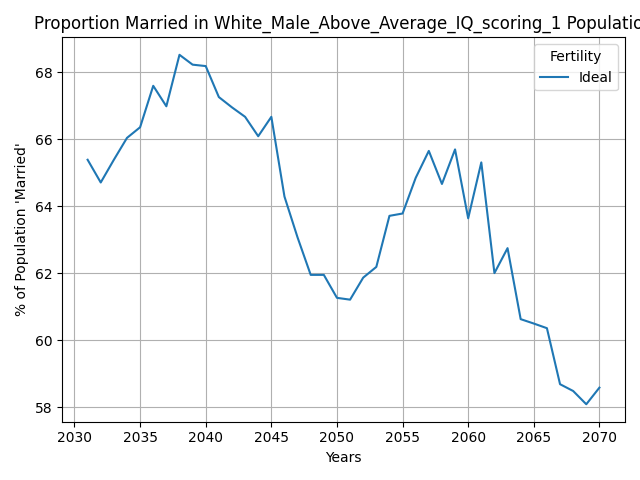 Proportion Married in White_Male_Above_Average_IQ_scoring_1 Populatio
Fertility
Ideal
% of Population 'Married'
68
66
64
62
60
58
2030 2035 2040 2045 2050 2055 2060 2065 2070
Years